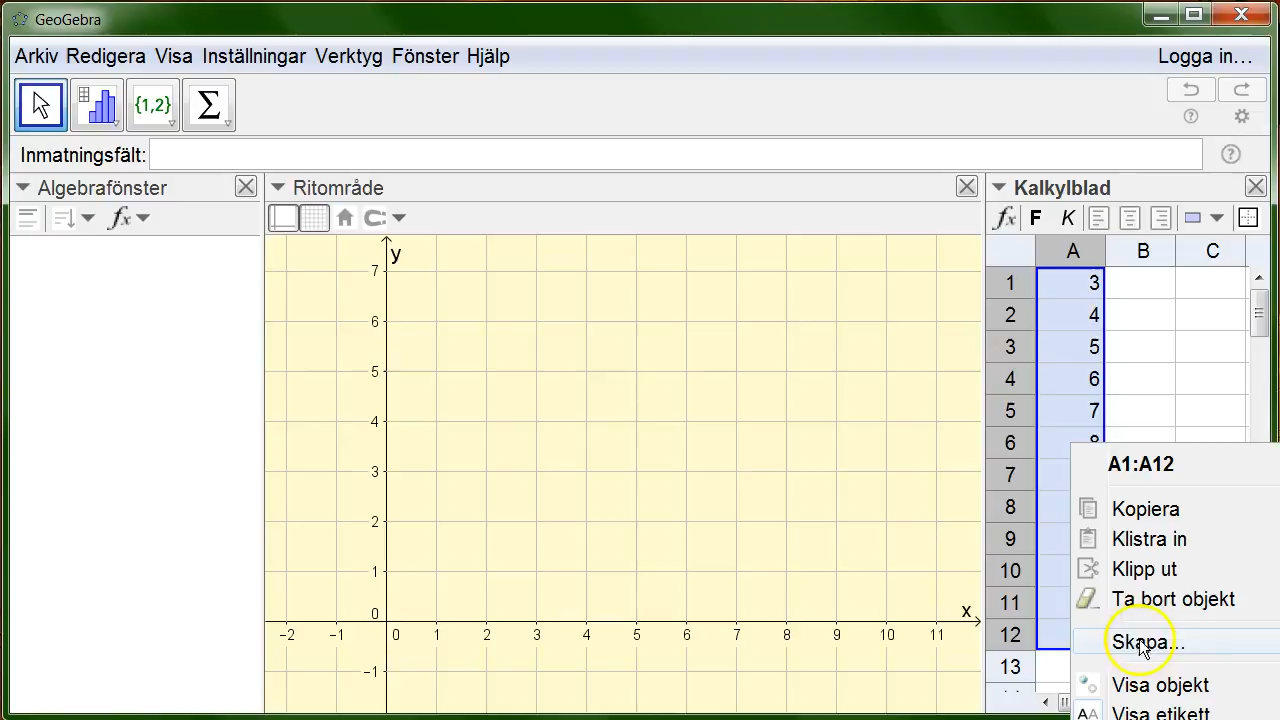 GeoGebra
Arkiv Redigera Visa Inställningar Verktyg Fönster Hjälp Logga in...
{1,2} Σ
Inmatningsfält:
Algebrafönster Ritområde Kalkylblad
fx fx F K
A B C
y
7
6
5
4
3
2
1
0
-1
x
-2 -1 0 1 2 3 4 5 6 7 8 9 10 11
1 3
2 4
3 5
4 6
5 7
6 8
7
8
9
10
11
12
13
A1:A12
Kopiera
Klistra in
Klipp ut
Ta bort objekt
Skapa...
Visa objekt
AA Visa etikett